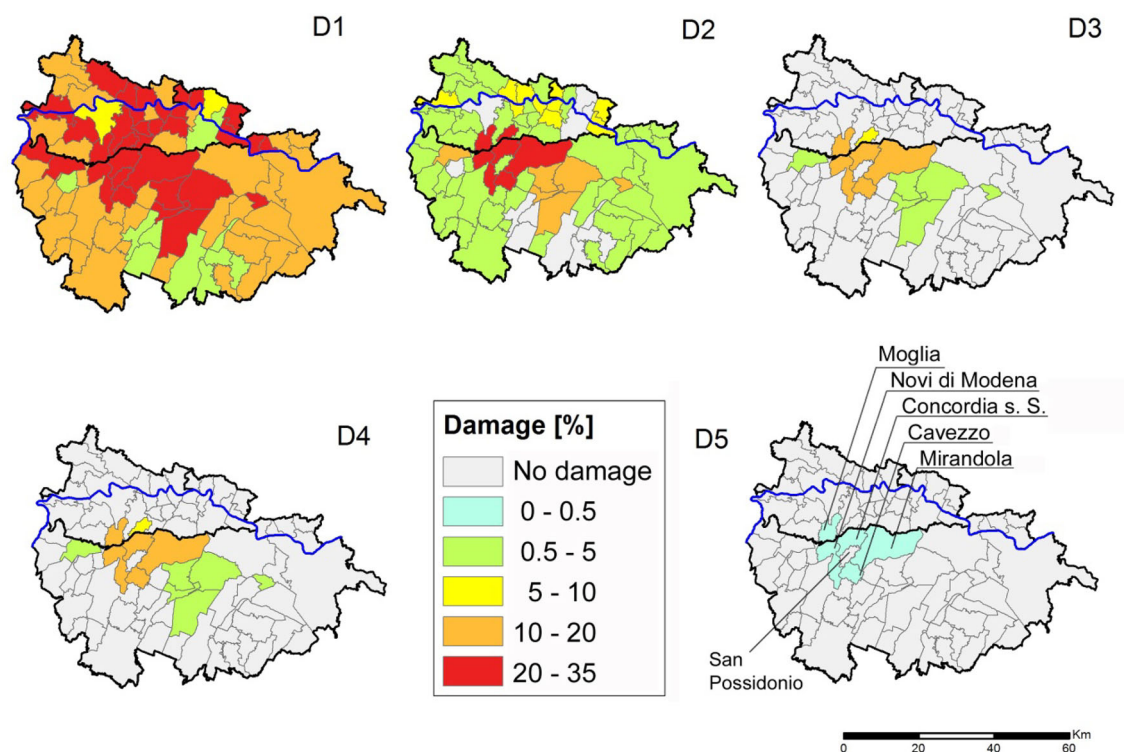 D1
D2
D3
D4
Damage [%]
No damage
0 - 0.5
0.5 - 5
5 - 10
10 - 20
20 - 35
D5
Moglia
Novi di Modena
Concordia s. S.
Cavezzo
Mirandola
San
Possidonio
Km
0 20 40 60